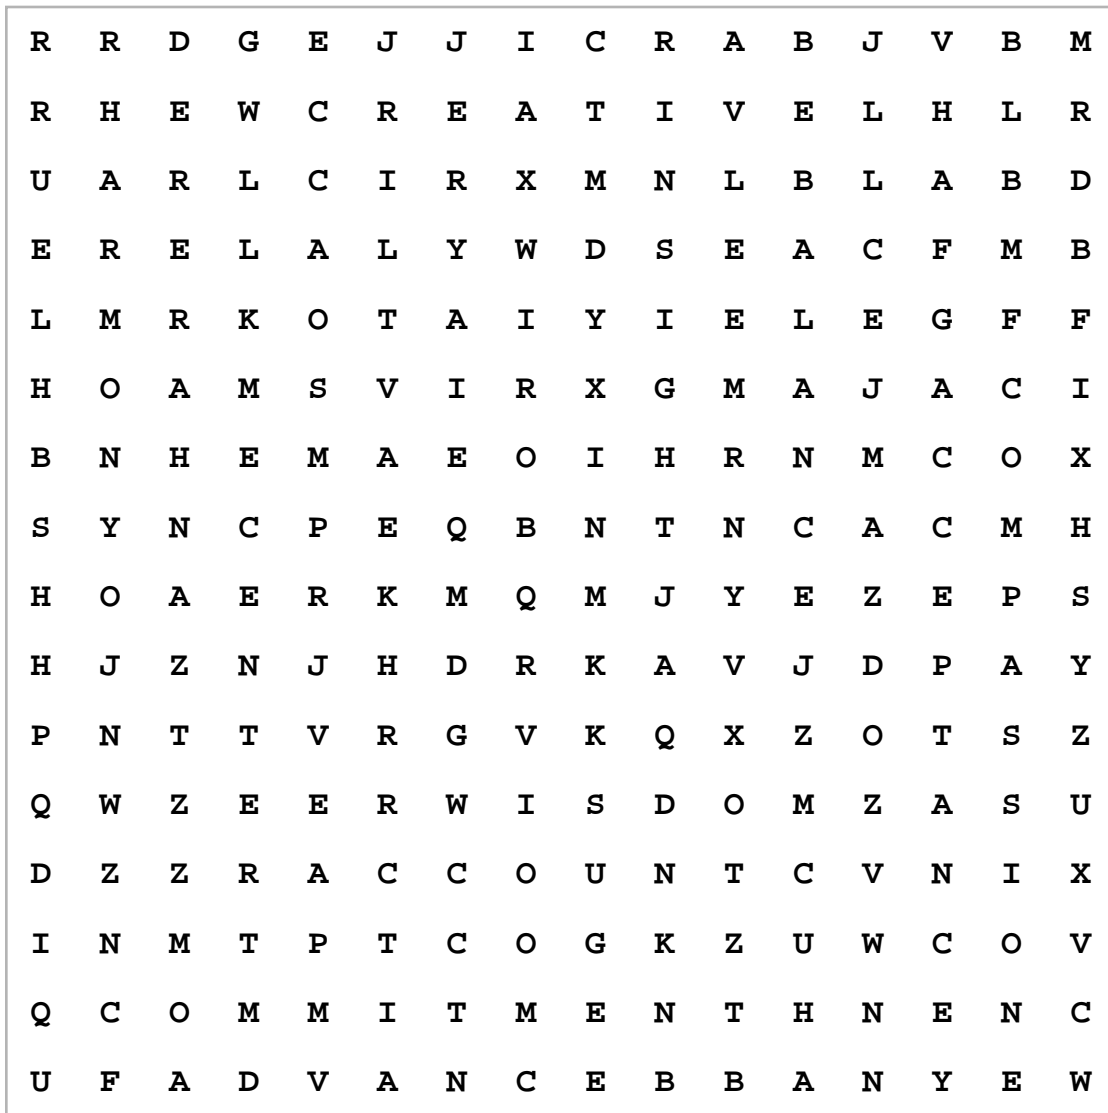 R R D G E J J I C R A B J V B M
R H E W C R E A T I V E L H L R
U A R L C I R X M N L B L A B D
E R E L A L Y W D S E A C F M B
L M R K O T A I Y I E L E G F F
H O A M S V I R X G M A J A C I
B N H E M A E O I H R N M C O X
S Y N C P E Q B N T N C A C M H
H O A E R K M Q M J Y E Z E P S
H J Z N J H D R K A V J D P A Y
P N T T V R G V K Q X Z O T S Z
Q W Z E E R W I S D O M Z A S U
D Z Z R A C C O U N T C V N I X
I N M T P T C O G K Z U W C O V
Q C O M M I T M E N T H N E N C
U F A D V A N C E B B A N Y E W